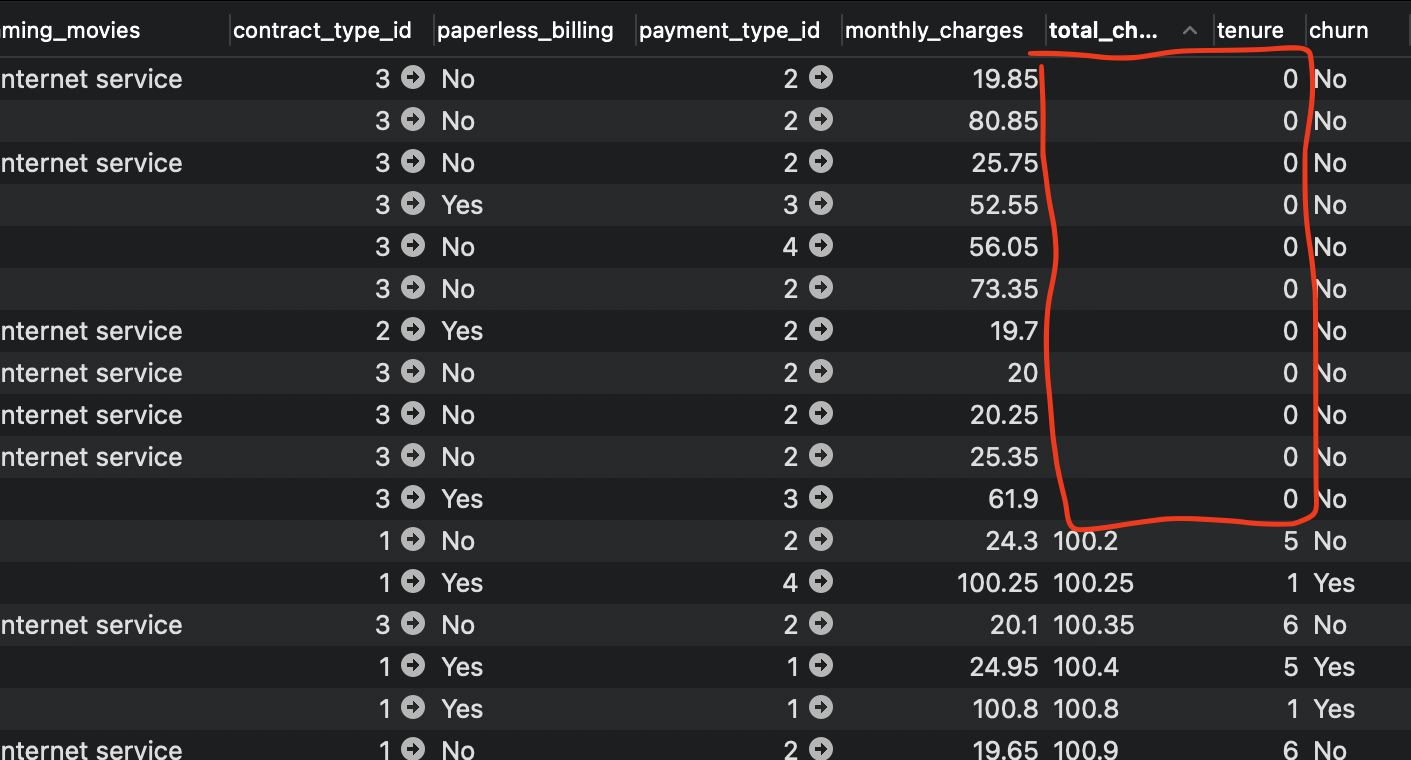 ming_movies contract_type_id paperless_billing payment_type_id monthly_charges total_ch... tenure churn
nternet service 3 No 2 19.85 0 No
3 No 2 80.85 0 No
nternet service 3 No 2 25.75 0 No
3 Yes 3 52.55 0 No
3 No 4 56.05 0 No
3 No 2 73.35 0 No
nternet service 2 Yes 2 19.7 0 No
nternet service 3 No 2 20 0 No
nternet service 3 No 2 20.25 0 No
nternet service 3 No 2 25.35 0 No
3 Yes 3 61.9 0 No
1 No 2 24.3 100.2 5 No
1 Yes 4 100.25 100.25 1 Yes
nternet service 3 No 2 20.1 100.35 6 No
1 Yes 1 24.95 100.4 5 Yes
1 Yes 1 100.8 100.8 1 Yes
nternet service 1 No 2 19.65 100.9 6 No